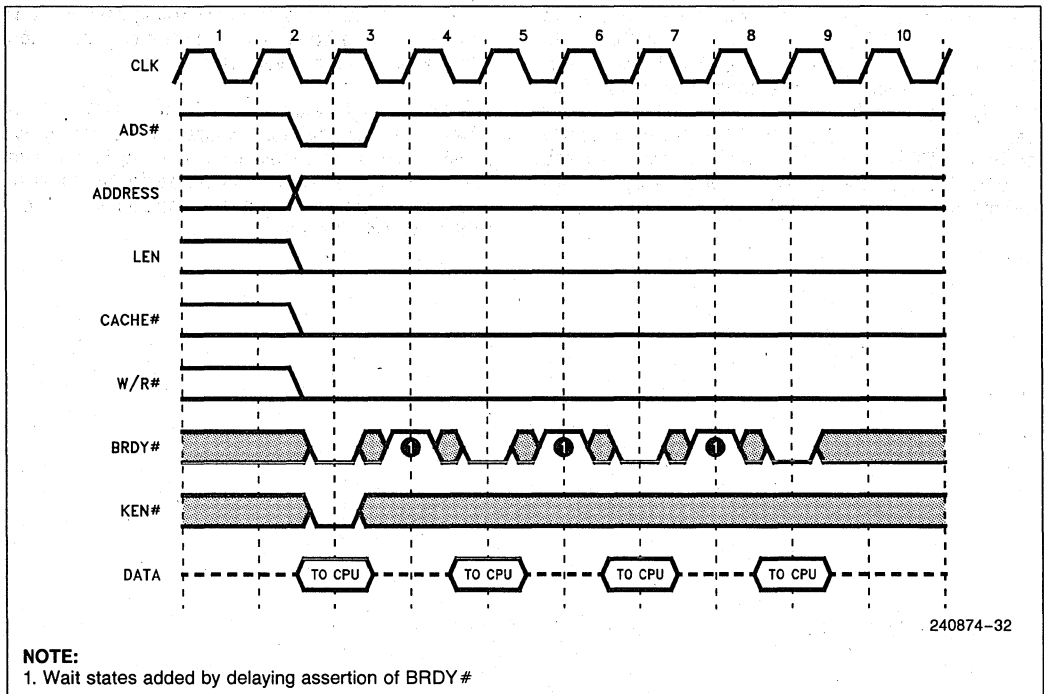 1 2 3 4 5 6 7 8 9 10
CLK
ADS#
ADDRESS
LEN
CACHE#
W/R#
BRDY# 1 1 1
KEN#
DATA TO CPU TO CPU TO CPU TO CPU
240874–32
NOTE:
1. Wait states added by delaying assertion of BRDY#